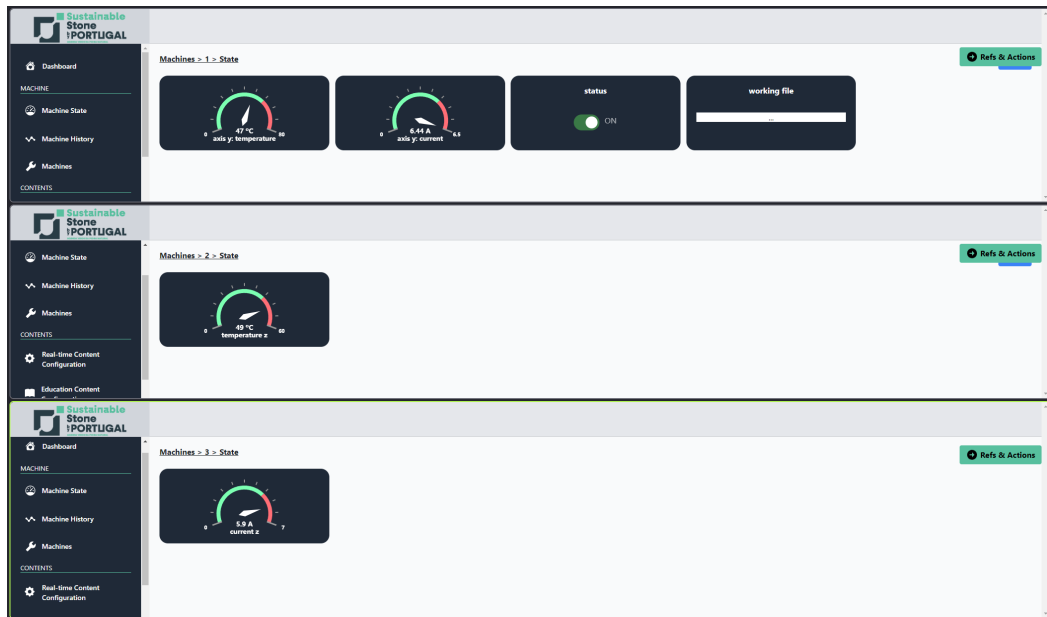 Sustainable
Stone
BY PORTUGAL
Dashboard
MACHINE
Machine State
Machine History
Machines
CONTENTS
Machines > 1 > State
Refs & Actions
0
47 °C
80
axis y: temperature
0
6.44 A
6.5
axis y: current
status
ON
working file
...
Sustainable
Stone
BY PORTUGAL
Machine State
Machine History
Machines
CONTENTS
Real-time Content
Configuration
Education Content
Machines > 2 > State
Refs & Actions
0
49 °C
60
temperature z
Sustainable
Stone
BY PORTUGAL
Dashboard
MACHINE
Machine State
Machine History
Machines
CONTENTS
Real-time Content
Configuration
Machines > 3 > State
Refs & Actions
0
5.9 A
7
current z